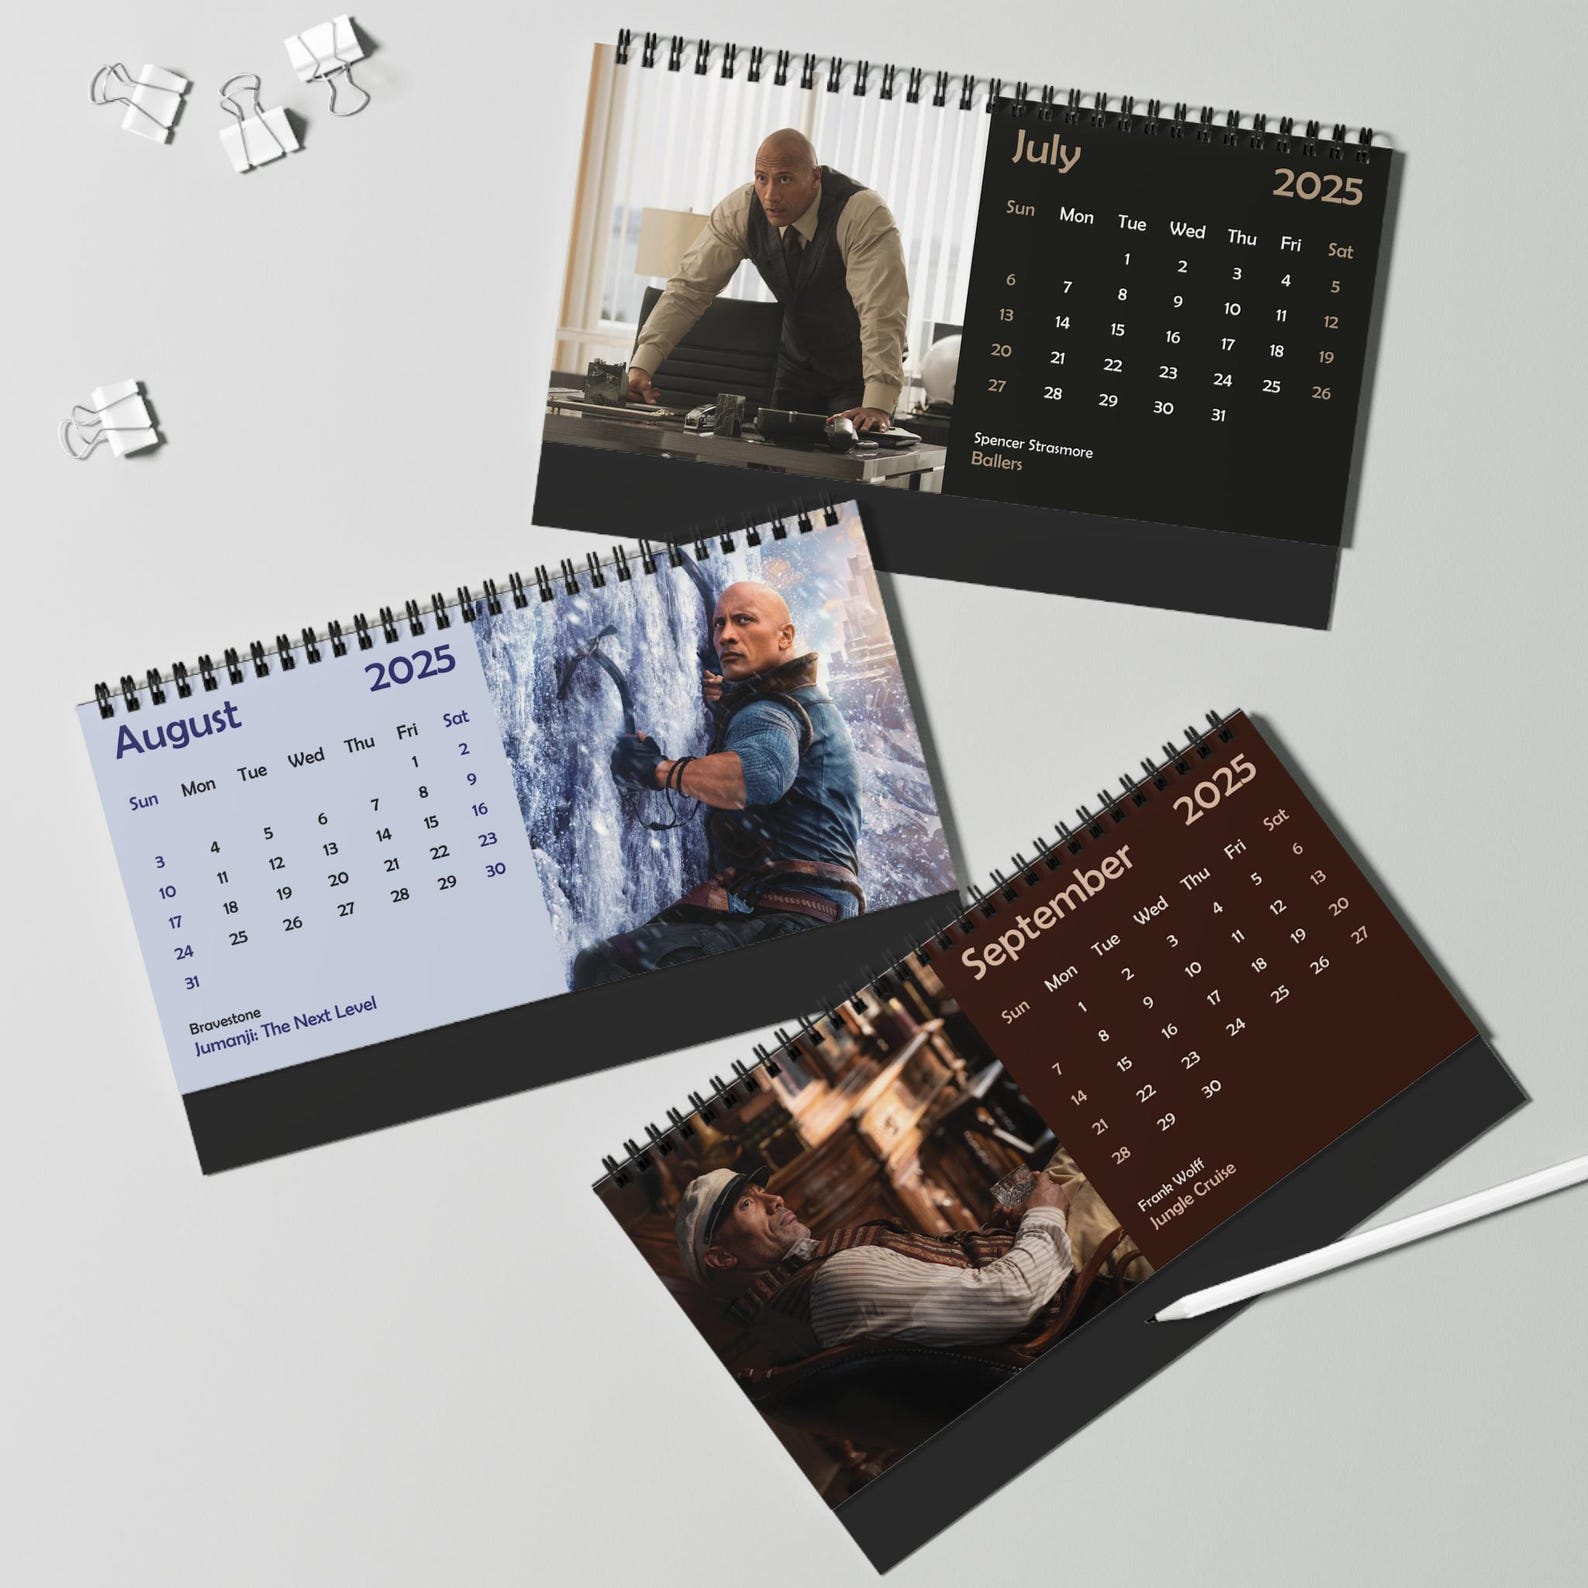 July
2025
Sun Mon Tue Wed Thu Fri Sat
1 2 3 4 5
6 7 8 9 10 11 12
13 14 15 16 17 18 19
20 21 22 23 24 25 26
27 28 29 30 31
Spencer Strasmore
Ballers
August
2025
Sun Mon Tue Wed Thu Fri Sat
1 2
3 4 5 6 7 8 9
10 11 12 13 14 15 16
17 18 19 20 21 22 23
24 25 26 27 28 29 30
31
Bravestone
Jumanji: The Next Level
September
2025
Sun Mon Tue Wed Thu Fri Sat
1 2 3 4 5 6
7 8 9 10 11 12 13
14 15 16 17 18 19 20
21 22 23 24 25 26 27
28 29 30
Frank Wolff
Jungle Cruise